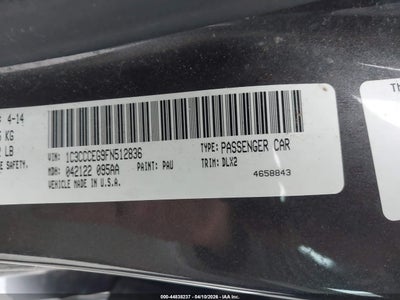 4-14
KG
LB
E SAFETY.
VIN: 1C3CCCEG9FN512836
TYPE: PASSENGER CAR
MDH: 042122 095AA
PAINT: PAU
TRIM: DLX2
VEHICLE MADE IN U.S.A.
4658843
Th
000-44838237 - 04/10/2026 - IAA Inc.